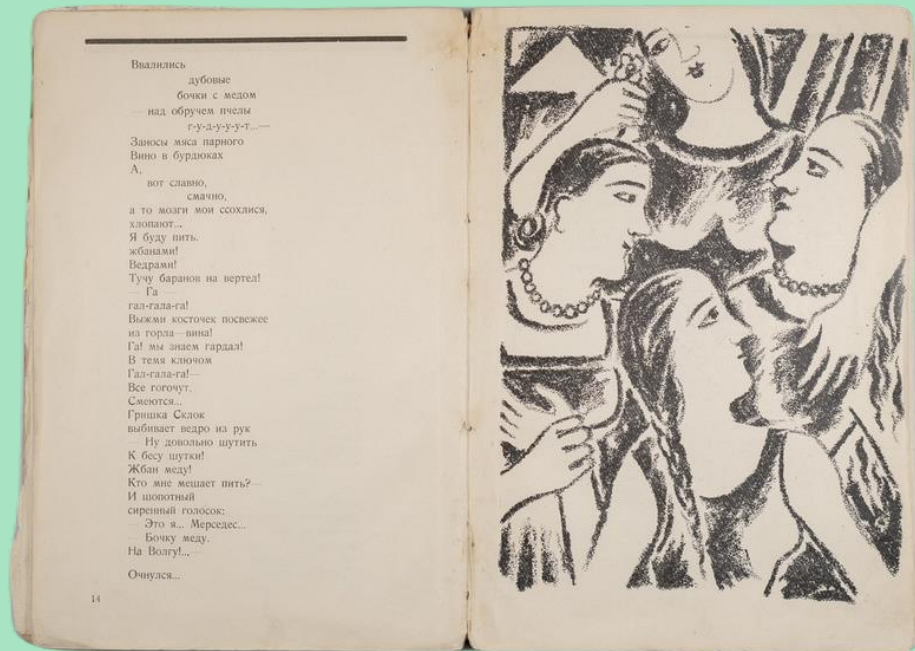 Ввалились
дубовые
бочки с медом
— над обручем пчелы
г-у-д-у-у-у-т...—
Заносы мяса парного
Вино в бурдюках
А,
вот славно,
смачно,
а то мозги мои ссохлися,
хлопают...
Я буду пить.
жбанами!
Ведрами!
Тучу баранов на вертел!
— Га —
гал-гала-га!
Выжми косточек посвежее
из горла—вина!
Га! мы знаем гардал!
В темя ключом
Гал-гала-га!—
Все гогочут.
Смеются...
Гришка Склок
выбивает ведро из рук
— Ну довольно шутить
К бесу шутки!
Жбан меду!
Кто мне мешает пить?—
И шопотный
сиренный голосок:
— Это я... Мерседес...
— Бочку меду.
На Волгу!..—
Очнулся...
14